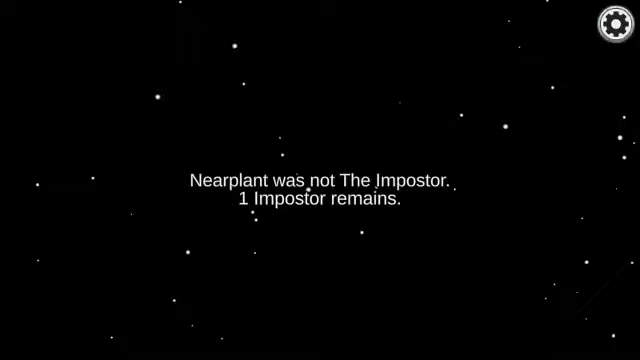 Nearplant was not The Impostor.
1 Impostor remains.